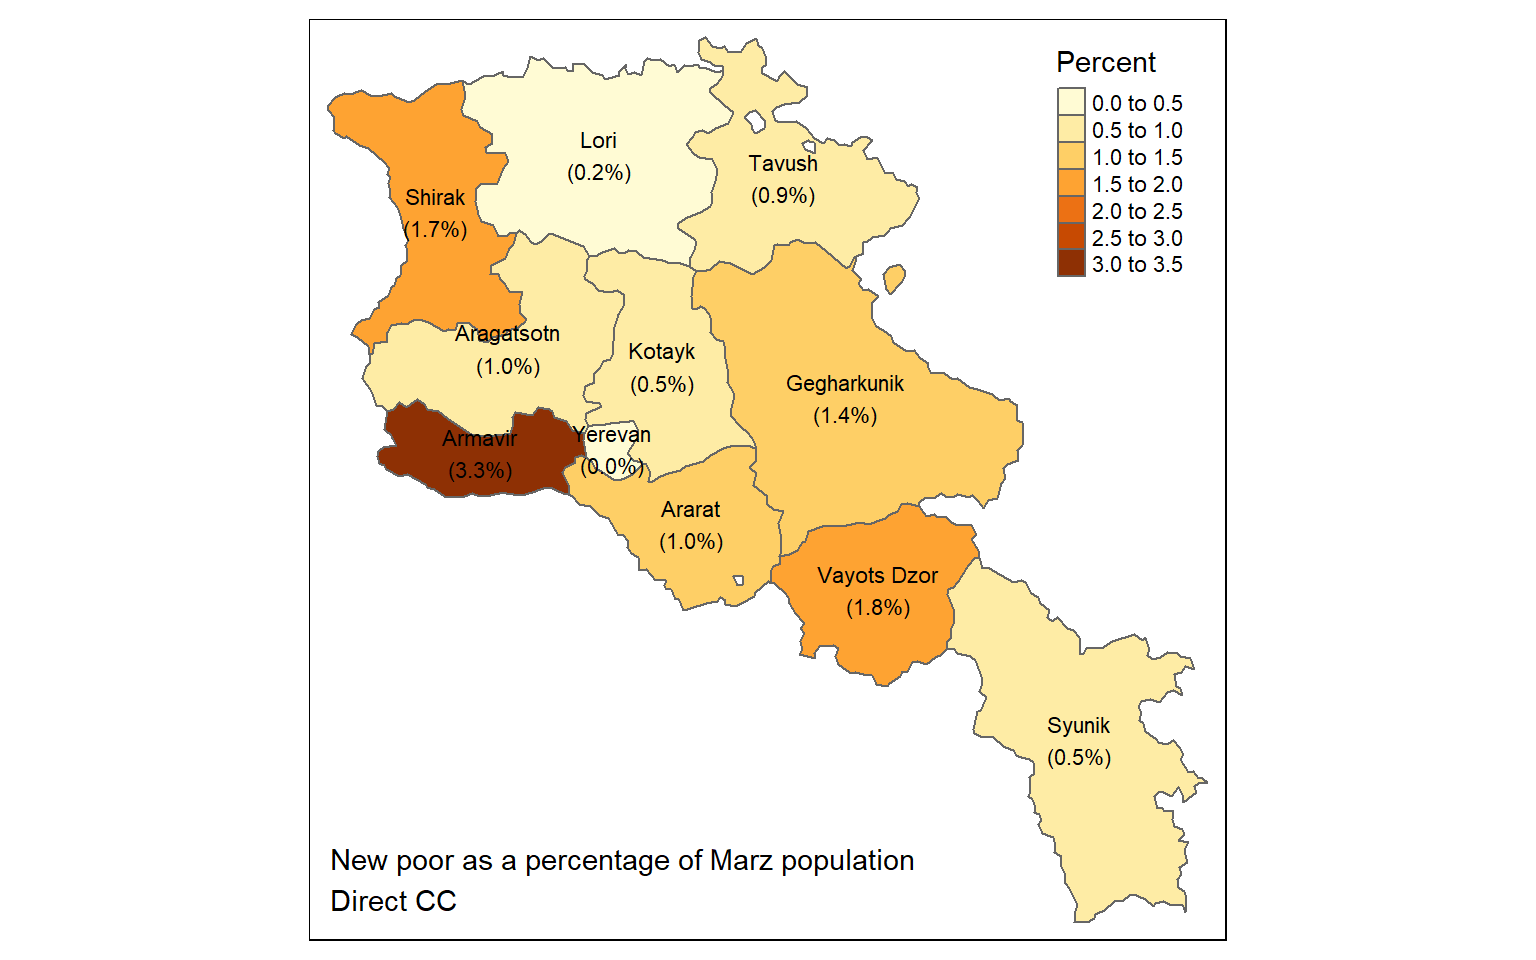 Percent
0.0 to 0.5
0.5 to 1.0
1.0 to 1.5
1.5 to 2.0
2.0 to 2.5
2.5 to 3.0
3.0 to 3.5
Lori
(0.2%)
Tavush
(0.9%)
Shirak
(1.7%)
Aragatsotn
(1.0%)
Kotayk
(0.5%)
Gegharkunik
(1.4%)
Armavir
(3.3%)
Yerevan
(0.0%)
Ararat
(1.0%)
Vayots Dzor
(1.8%)
Syunik
(0.5%)
New poor as a percentage of Marz population
Direct CC